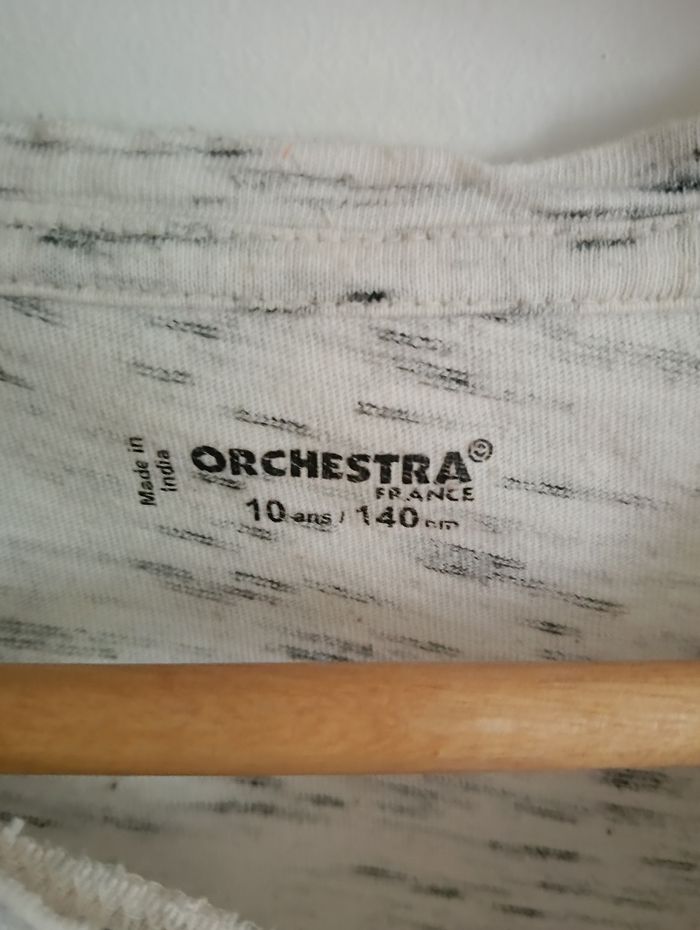 Made in
India
ORCHESTRA
FRANCE
10 ans / 140 cm